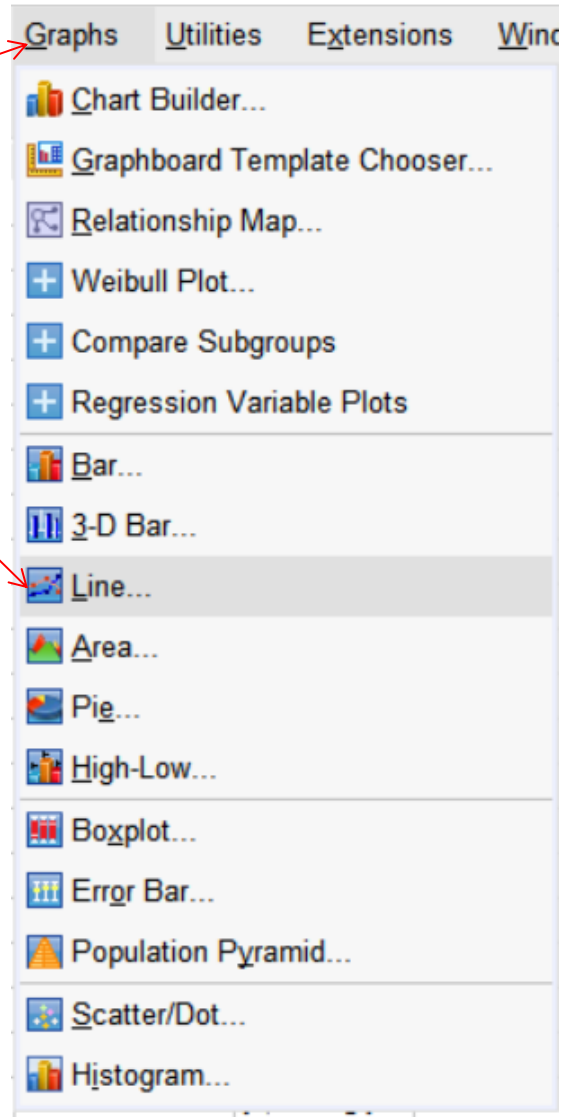 Graphs Utilities Extensions Wind
Chart Builder...
Graphboard Template Chooser...
Relationship Map...
Weibull Plot...
Compare Subgroups
Regression Variable Plots
Bar...
3-D Bar...
Line...
Area...
Pie...
High-Low...
Boxplot...
Error Bar...
Population Pyramid...
Scatter/Dot...
Histogram...